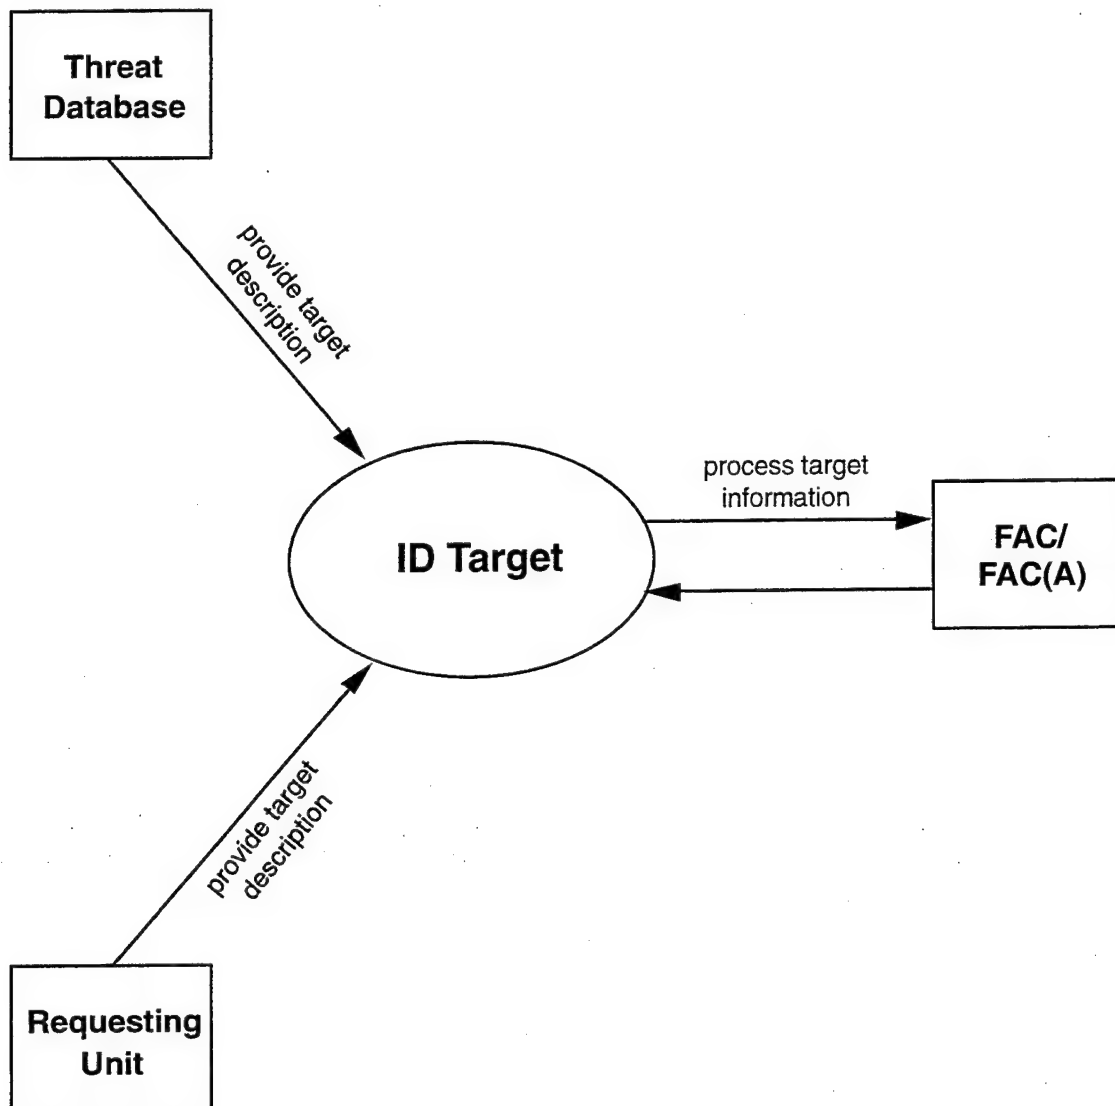 Threat
Database
provide target
description
process target
information
ID Target
FAC/
FAC(A)
provide target
description
Requesting
Unit